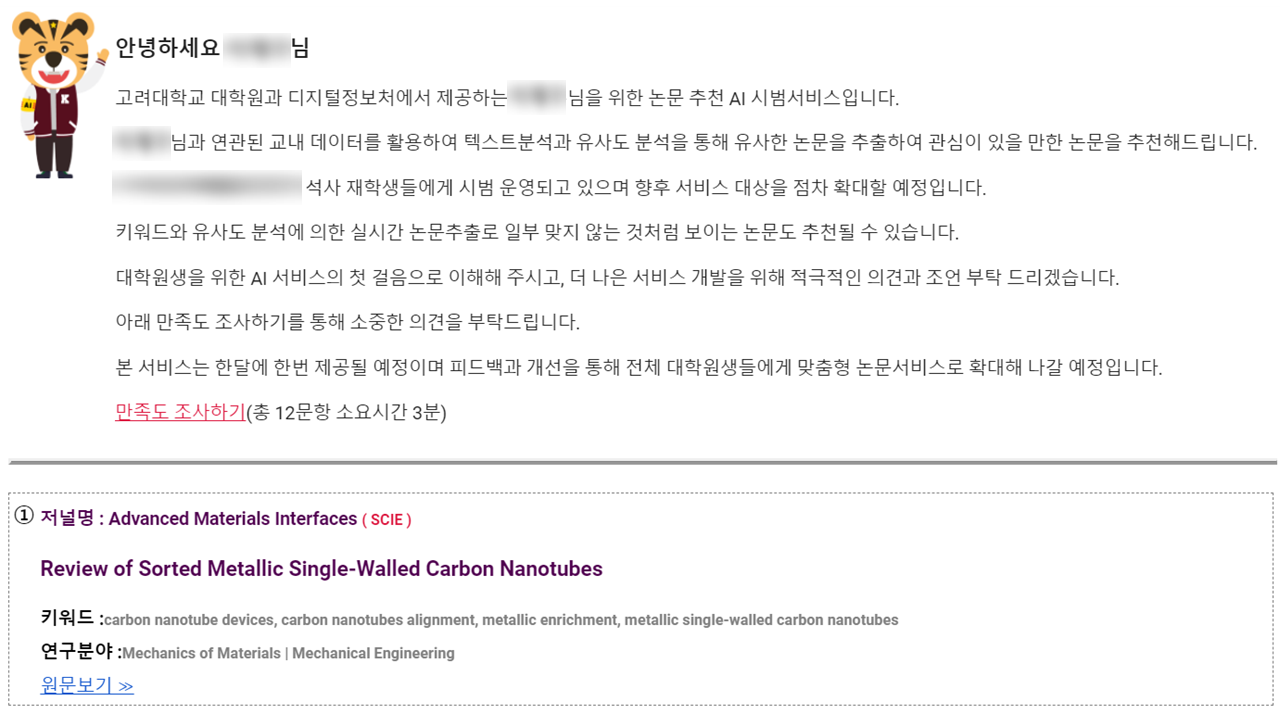 안녕하세요 님
고려대학교 대학원과 디지털정보처에서 제공하는 님을 위한 논문 추천 AI 시범서비스입니다.
님과 연관된 교내 데이터를 활용하여 텍스트분석과 유사도 분석을 통해 유사한 논문을 추출하여 관심이 있을 만한 논문을 추천해드립니다.
석사 재학생들에게 시범 운영되고 있으며 향후 서비스 대상을 점차 확대할 예정입니다.
키워드와 유사도 분석에 의한 실시간 논문추출로 일부 맞지 않는 것처럼 보이는 논문도 추천될 수 있습니다.
대학원생을 위한 AI 서비스의 첫 걸음으로 이해해 주시고, 더 나은 서비스 개발을 위해 적극적인 의견과 조언 부탁 드리겠습니다.
아래 만족도 조사하기를 통해 소중한 의견을 부탁드립니다.
본 서비스는 한달에 한번 제공될 예정이며 피드백과 개선을 통해 전체 대학원생들에게 맞춤형 논문서비스로 확대해 나갈 예정입니다.
만족도 조사하기(총 12문항 소요시간 3분)
AI K
① 저널명 : Advanced Materials Interfaces ( SCIE )
Review of Sorted Metallic Single-Walled Carbon Nanotubes
키워드 :carbon nanotube devices, carbon nanotubes alignment, metallic enrichment, metallic single-walled carbon nanotubes
연구분야 :Mechanics of Materials | Mechanical Engineering
원문보기 ≫